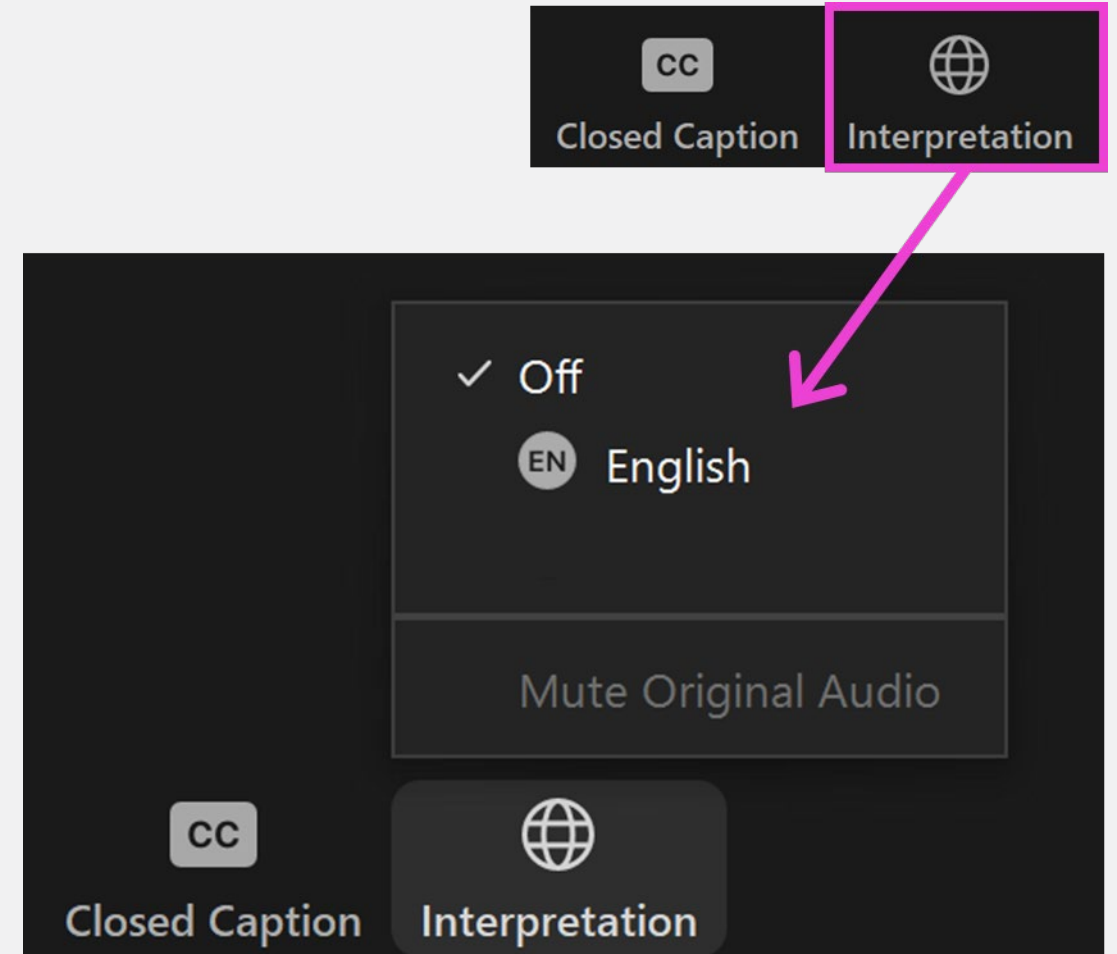 CC
Closed Caption
Interpretation
Off
EN English
Mute Original Audio
CC
Closed Caption
Interpretation